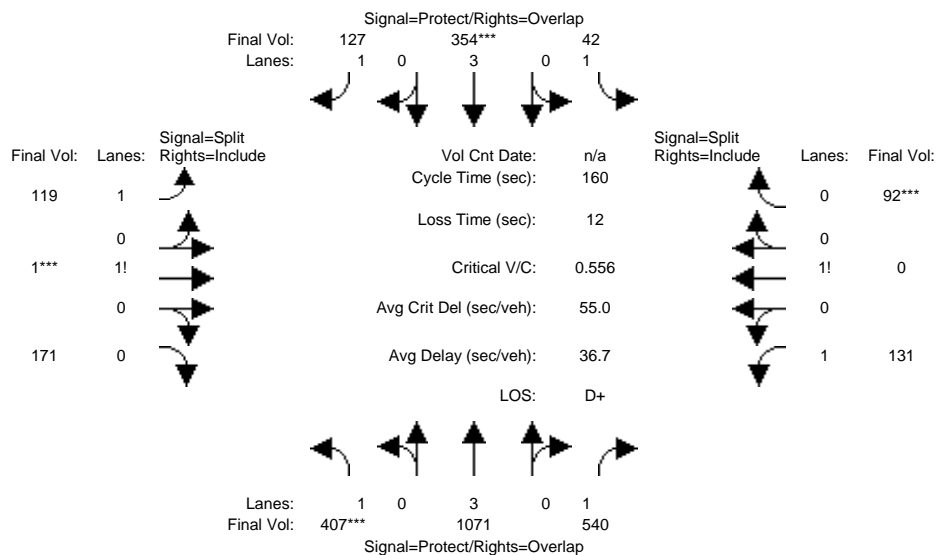 Signal=Protect/Rights=Overlap
Final Vol: 127 354*** 42
Lanes: 1 0 3 0 1
Signal=Split
Final Vol: Lanes: Rights=Include
Vol Cnt Date: n/a
Signal=Split
Rights=Include Lanes: Final Vol:
Cycle Time (sec): 160
119 1
0 92***
Loss Time (sec): 12
0
0
1*** 1!
Critical V/C: 0.556
1! 0
0
Avg Crit Del (sec/veh): 55.0
0
171 0
Avg Delay (sec/veh): 36.7
1 131
LOS: D+
Lanes: 1 0 3 0 1
Final Vol: 407*** 1071 540
Signal=Protect/Rights=Overlap